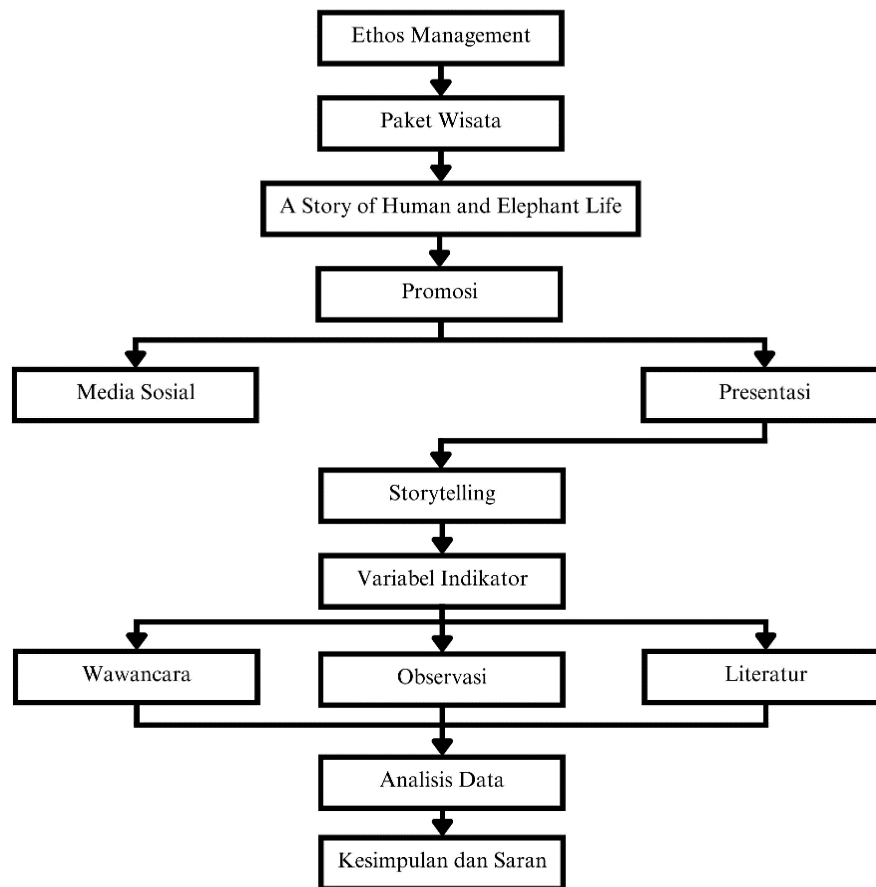 Ethos Management
Paket Wisata
A Story of Human and Elephant Life
Promosi
Media Sosial
Presentasi
Storytelling
Variabel Indikator
Wawancara
Observasi
Literatur
Analisis Data
Kesimpulan dan Saran